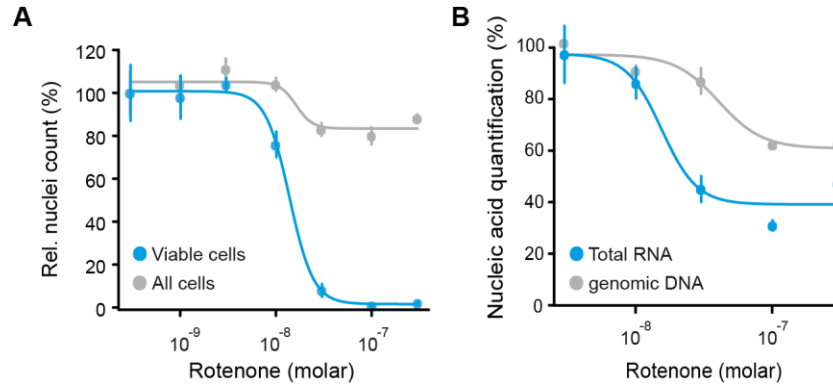 A
Rel. nuclei count (%)
120
100
80
60
40
20
0
Viable cells
All cells
10⁻⁹
10⁻⁸
10⁻⁷
Rotenone (molar)
B
Nucleic acid quantification (%)
100
80
60
40
20
0
Total RNA
genomic DNA
10⁻⁸
10⁻⁷
Rotenone (molar)